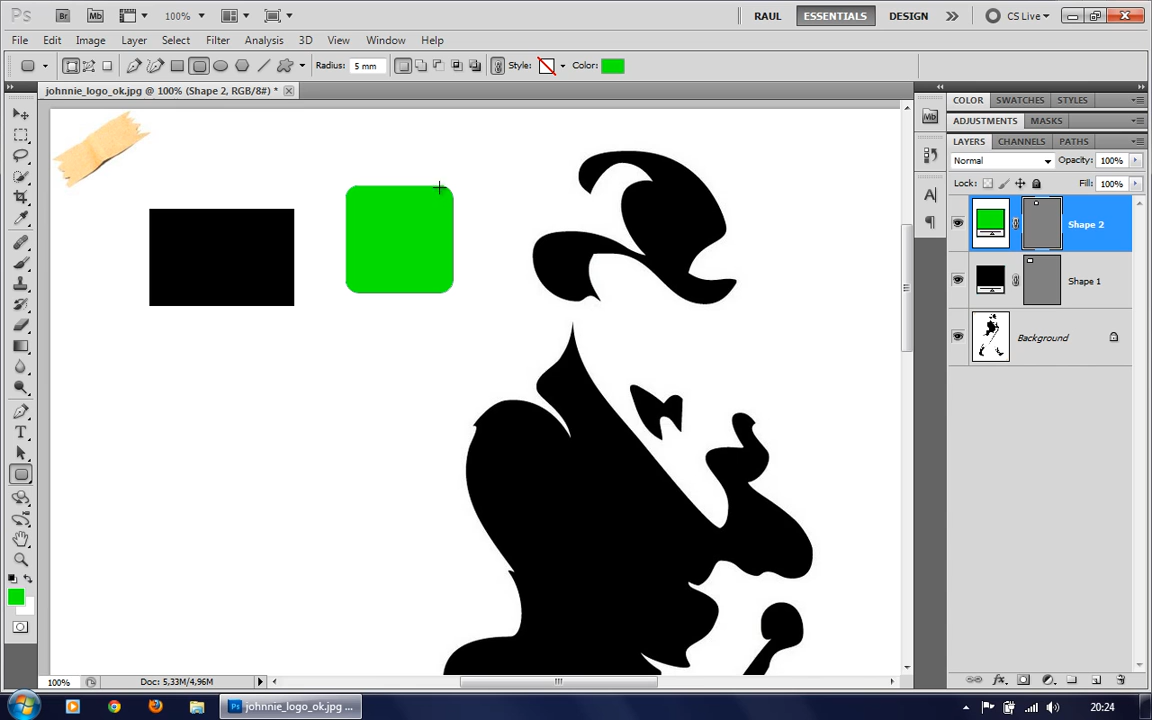 Ps Br Mb 100% RAUL ESSENTIALS DESIGN CS Live
File Edit Image Layer Select Filter Analysis 3D View Window Help
Radius: 5 mm Style: Color:
johnnie_logo_ok.jpg @ 100% (Shape 2, RGB/8#) *
COLOR SWATCHES STYLES
ADJUSTMENTS MASKS
LAYERS CHANNELS PATHS
Normal Opacity: 100%
Lock: Fill: 100%
Shape 2
Shape 1
Background
100% Doc: 5,33M/4,96M
johnnie_logo_ok.jpg ...
20:24